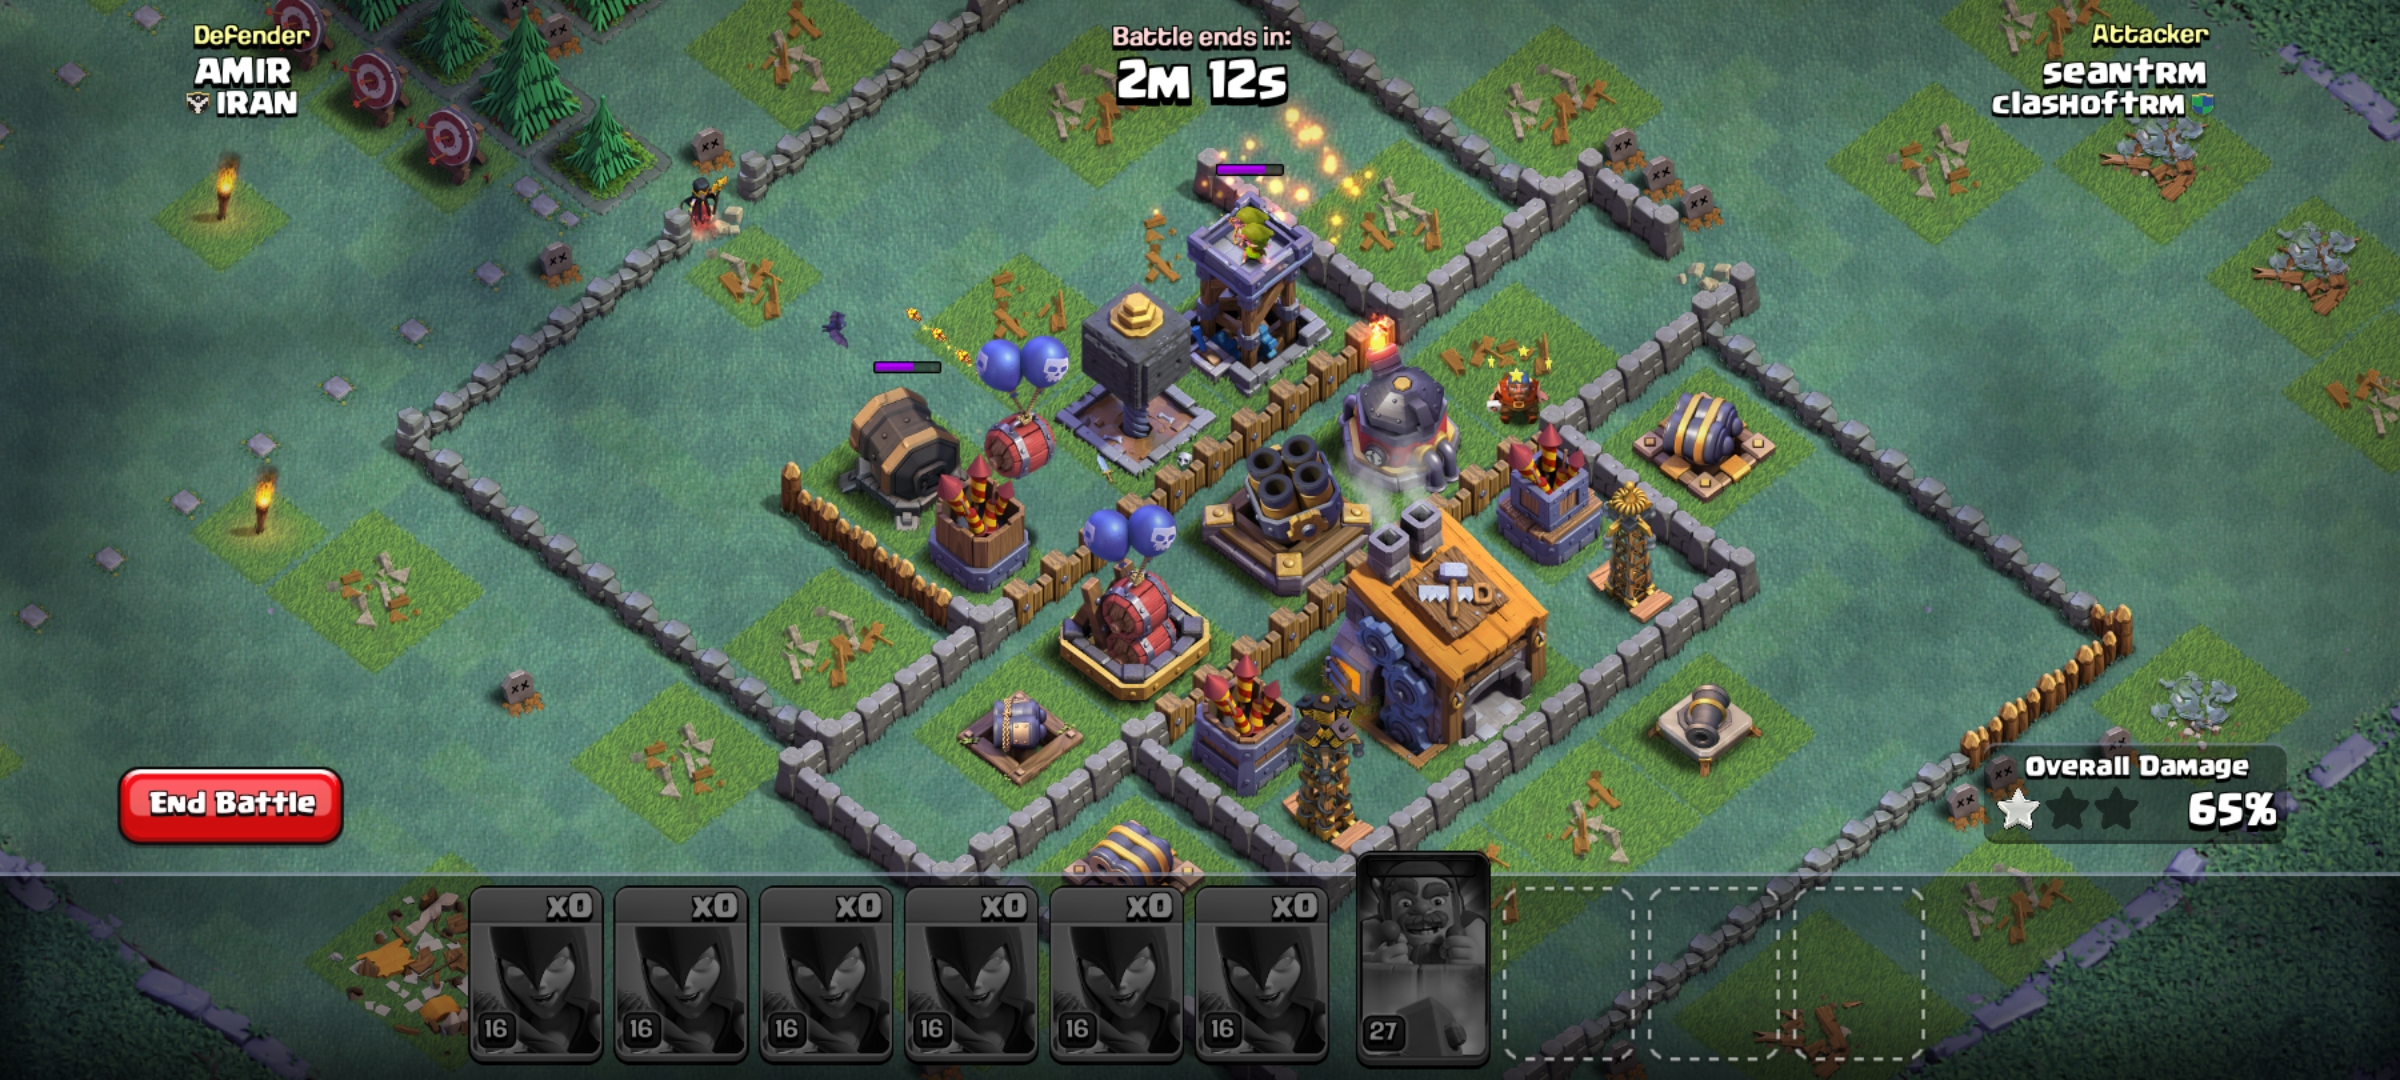 Defender
AMIR
IRAN
Battle ends in:
2M 12s
Attacker
seantrm
clashoftrm
End Battle
Overall Damage
65%
x0
x0
x0
x0
x0
x0
16
16
16
16
16
16
27